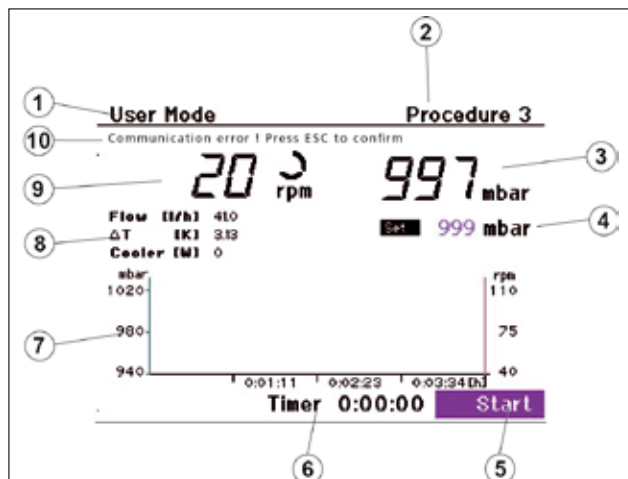 2
1 User Mode Procedure 3
10 Communication error ! Press ESC to confirm
9 20 rpm 997 mbar 3
Flow [l/h] 41.0 Set 999 mbar 4
8 ΔT [K] 3.13
Cooler [W] 0
mbar rpm
1020 110
7 980 75
940 40
0:01:11 0:02:23 0:03:34 [h]
Timer 0:00:00 Start
6 5